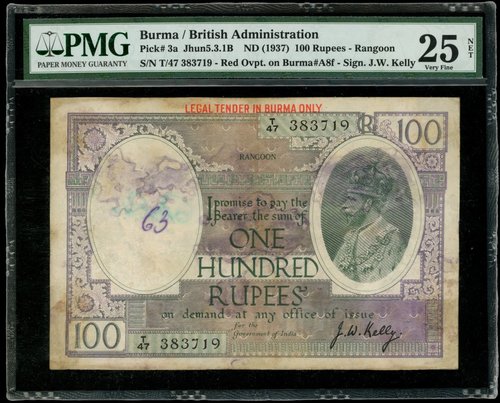 PMG
PAPER MONEY GUARANTY
Burma / British Administration
Pick# 3a Jhun5.3.1B ND (1937) 100 Rupees - Rangoon
S/N T/47 383719 - Red Ovpt. on Burma#A8f - Sign. J.W. Kelly
25 NET
Very Fine
LEGAL TENDER IN BURMA ONLY
T/47 383719 R 100
RANGOON
63
I promise to pay the
Bearer the sum of
ONE
HUNDRED
RUPEES
on demand at any office of issue
for the
Government of India
J.W. Kelly
100 T/47 383719